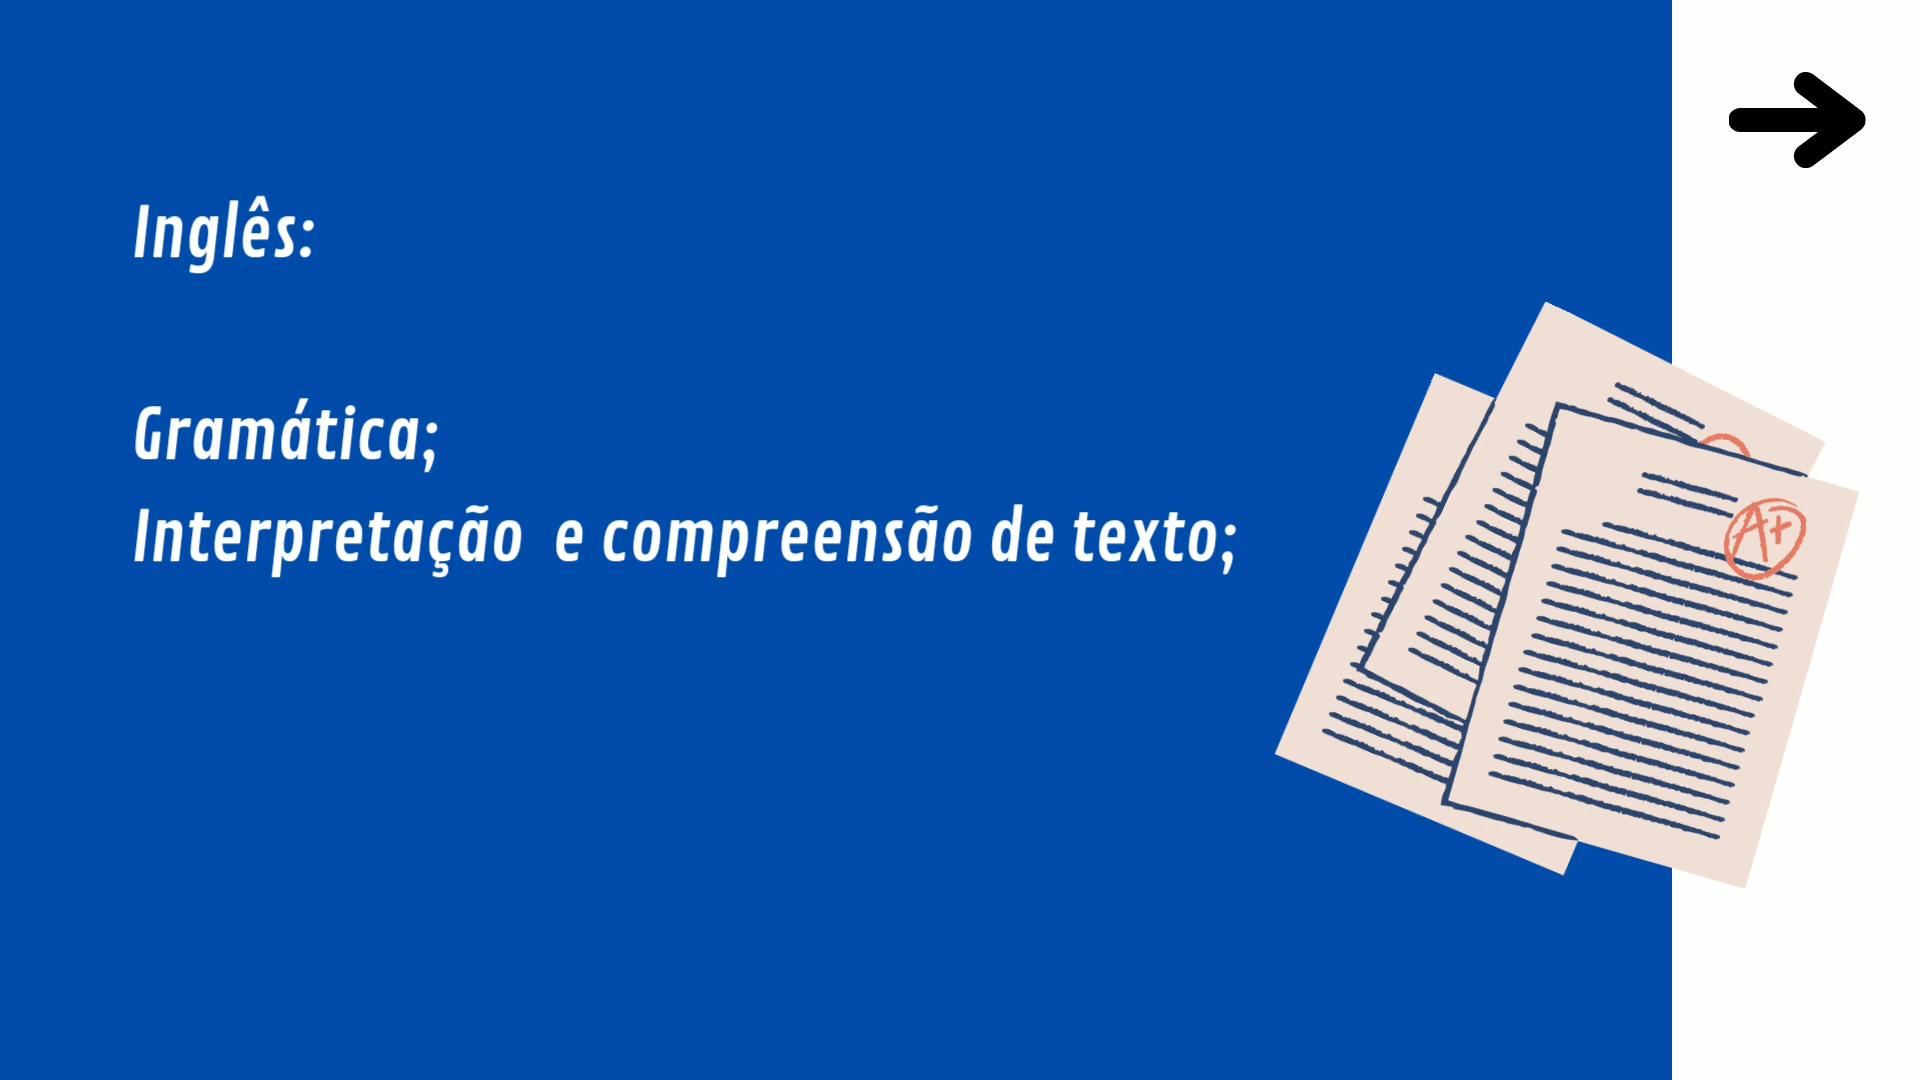 Inglês:
Gramática;
Interpretação  e compreensão de texto;
A+